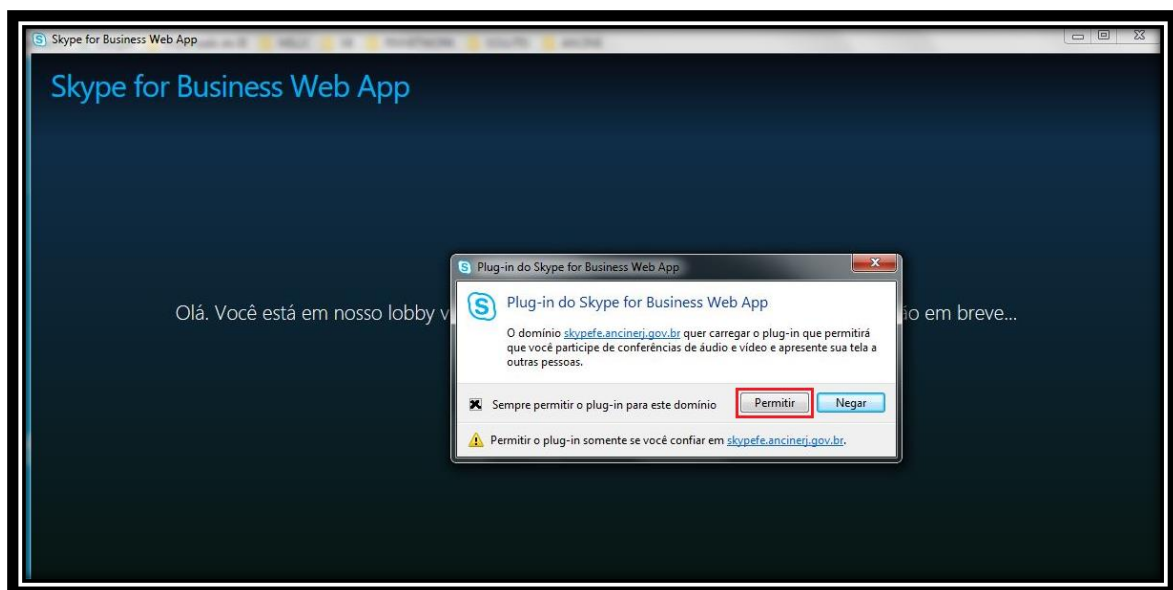 Skype for Business Web App
Skype for Business Web App
Plug-in do Skype for Business Web App
Plug-in do Skype for Business Web App
O domínio skypefe.ancinerj.gov.br quer carregar o plug-in que permitirá
que você participe de conferências de áudio e vídeo e apresente sua tela a
outras pessoas.
Olá. Você está em nosso lobby v
ão em breve...
Sempre permitir o plug-in para este domínio
Permitir
Negar
Permitir o plug-in somente se você confiar em skypefe.ancinerj.gov.br.